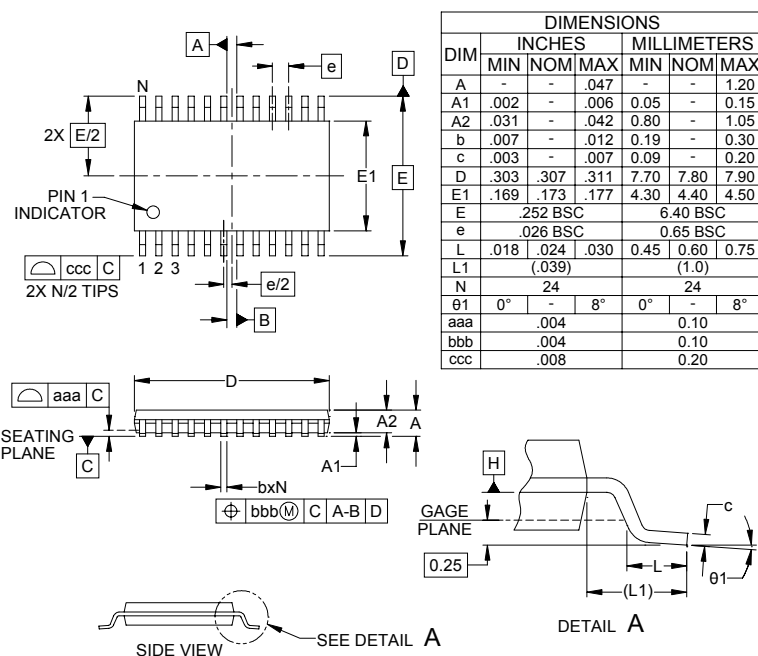 A
e
D
N
2X E/2
E1
E
PIN 1
INDICATOR
ccc C
1 2 3
2X N/2 TIPS
e/2
B
DIMENSIONS
DIM INCHES MILLIMETERS
MIN NOM MAX MIN NOM MAX
A - - .047 - - 1.20
A1 .002 - .006 0.05 - 0.15
A2 .031 - .042 0.80 - 1.05
b .007 - .012 0.19 - 0.30
c .003 - .007 0.09 - 0.20
D .303 .307 .311 7.70 7.80 7.90
E1 .169 .173 .177 4.30 4.40 4.50
E .252 BSC 6.40 BSC
e .026 BSC 0.65 BSC
L .018 .024 .030 0.45 0.60 0.75
L1 (.039) (1.0)
N 24 24
θ1 0° - 8° 0° - 8°
aaa .004 0.10
bbb .004 0.10
ccc .008 0.20
D
aaa C
A2 A
SEATING
PLANE
C
A1
bxN
bbbⓂ C A-B D
H
GAGE
PLANE
0.25
c
L
(L1)
θ1
DETAIL A
SIDE VIEW
SEE DETAIL A